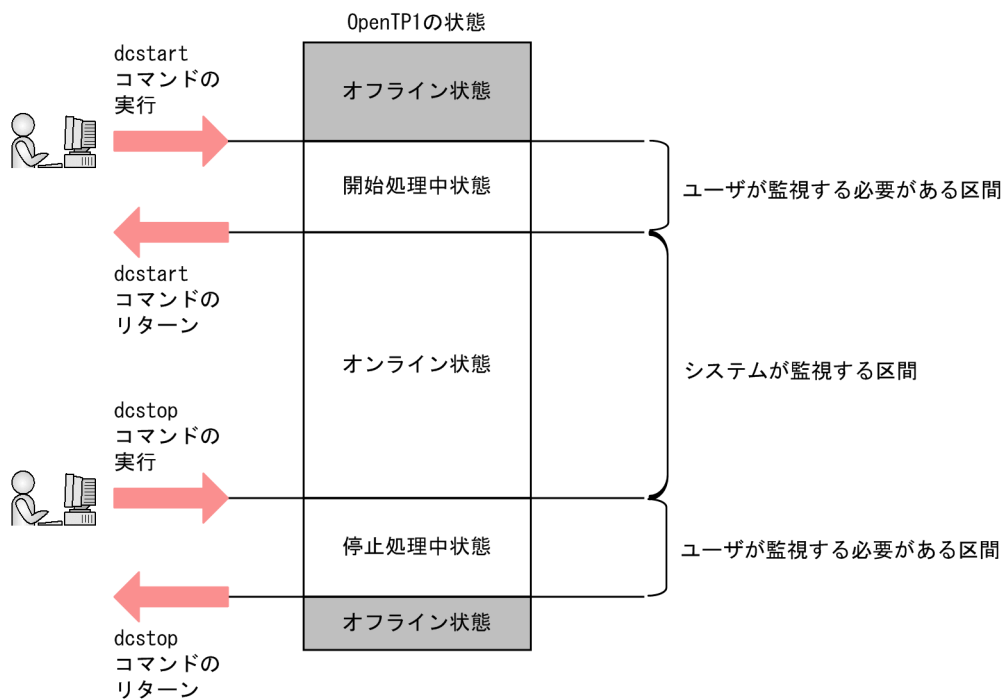 OpenTP1の状態
dcstart
コマンドの
実行
オフライン状態
開始処理中状態
ユーザが監視する必要がある区間
dcstart
コマンドの
リターン
オンライン状態
システムが監視する区間
dcstop
コマンドの
実行
停止処理中状態
ユーザが監視する必要がある区間
オフライン状態
dcstop
コマンドの
リターン